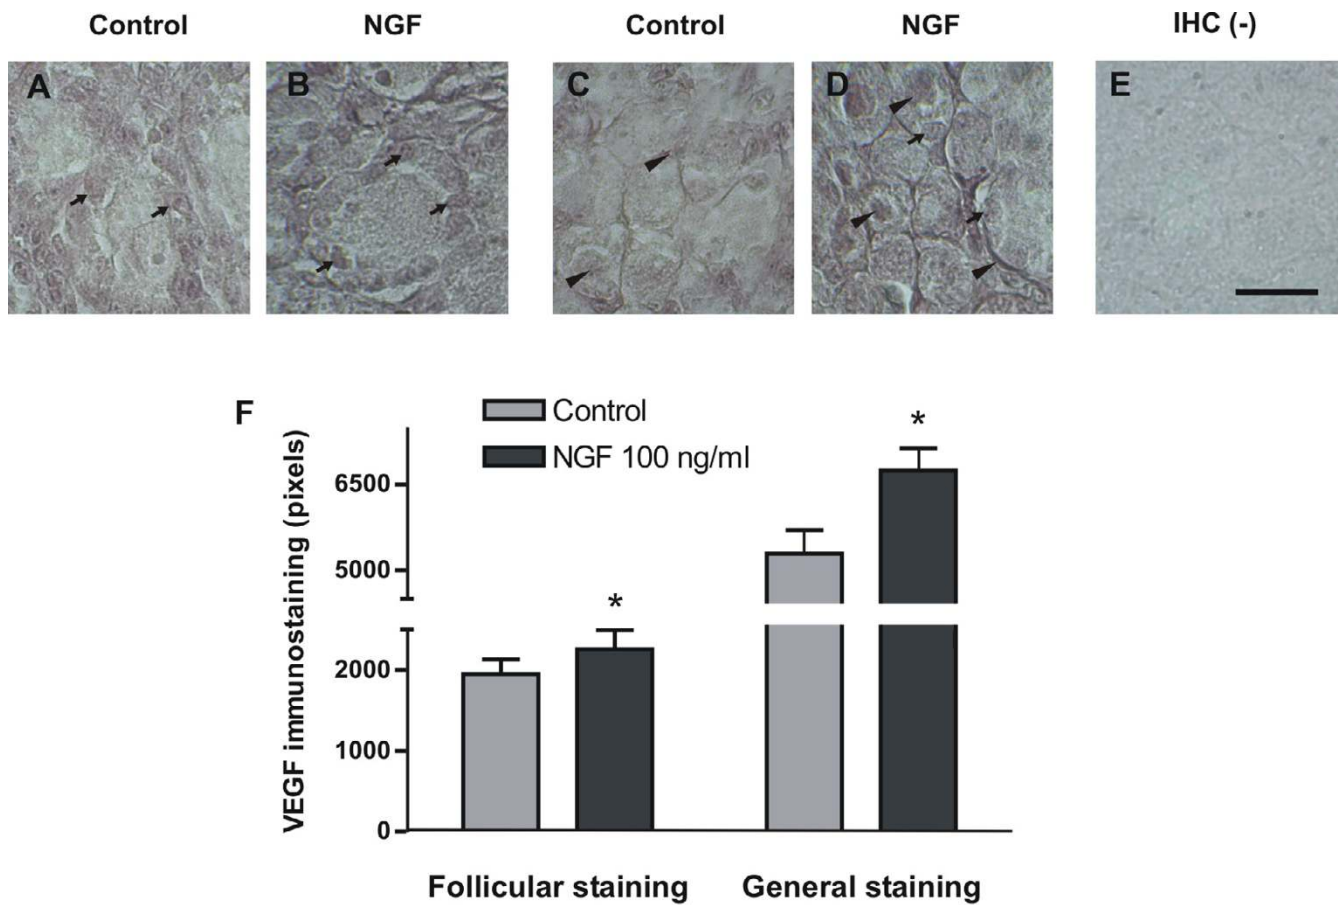 Control NGF Control NGF IHC (-)
A B C D E
F
Control
NGF 100 ng/ml
VEGF immunostaining (pixels)
*
*
6500
5000
2000
1000
0
Follicular staining General staining